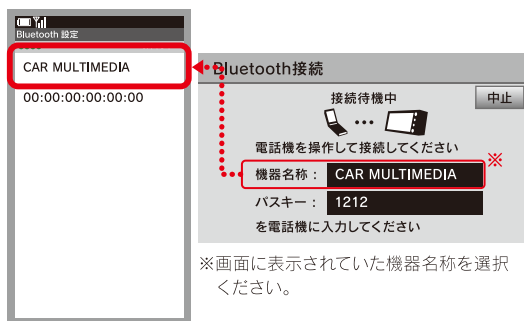 Bluetooth 設定
CAR MULTIMEDIA
00:00:00:00:00:00
Bluetooth接続
接続待機中
中止
電話機を操作して接続してください
機器名称： CAR MULTIMEDIA
※
パスキー： 1212
を電話機に入力してください
※画面に表示されていた機器名称を選択
ください。